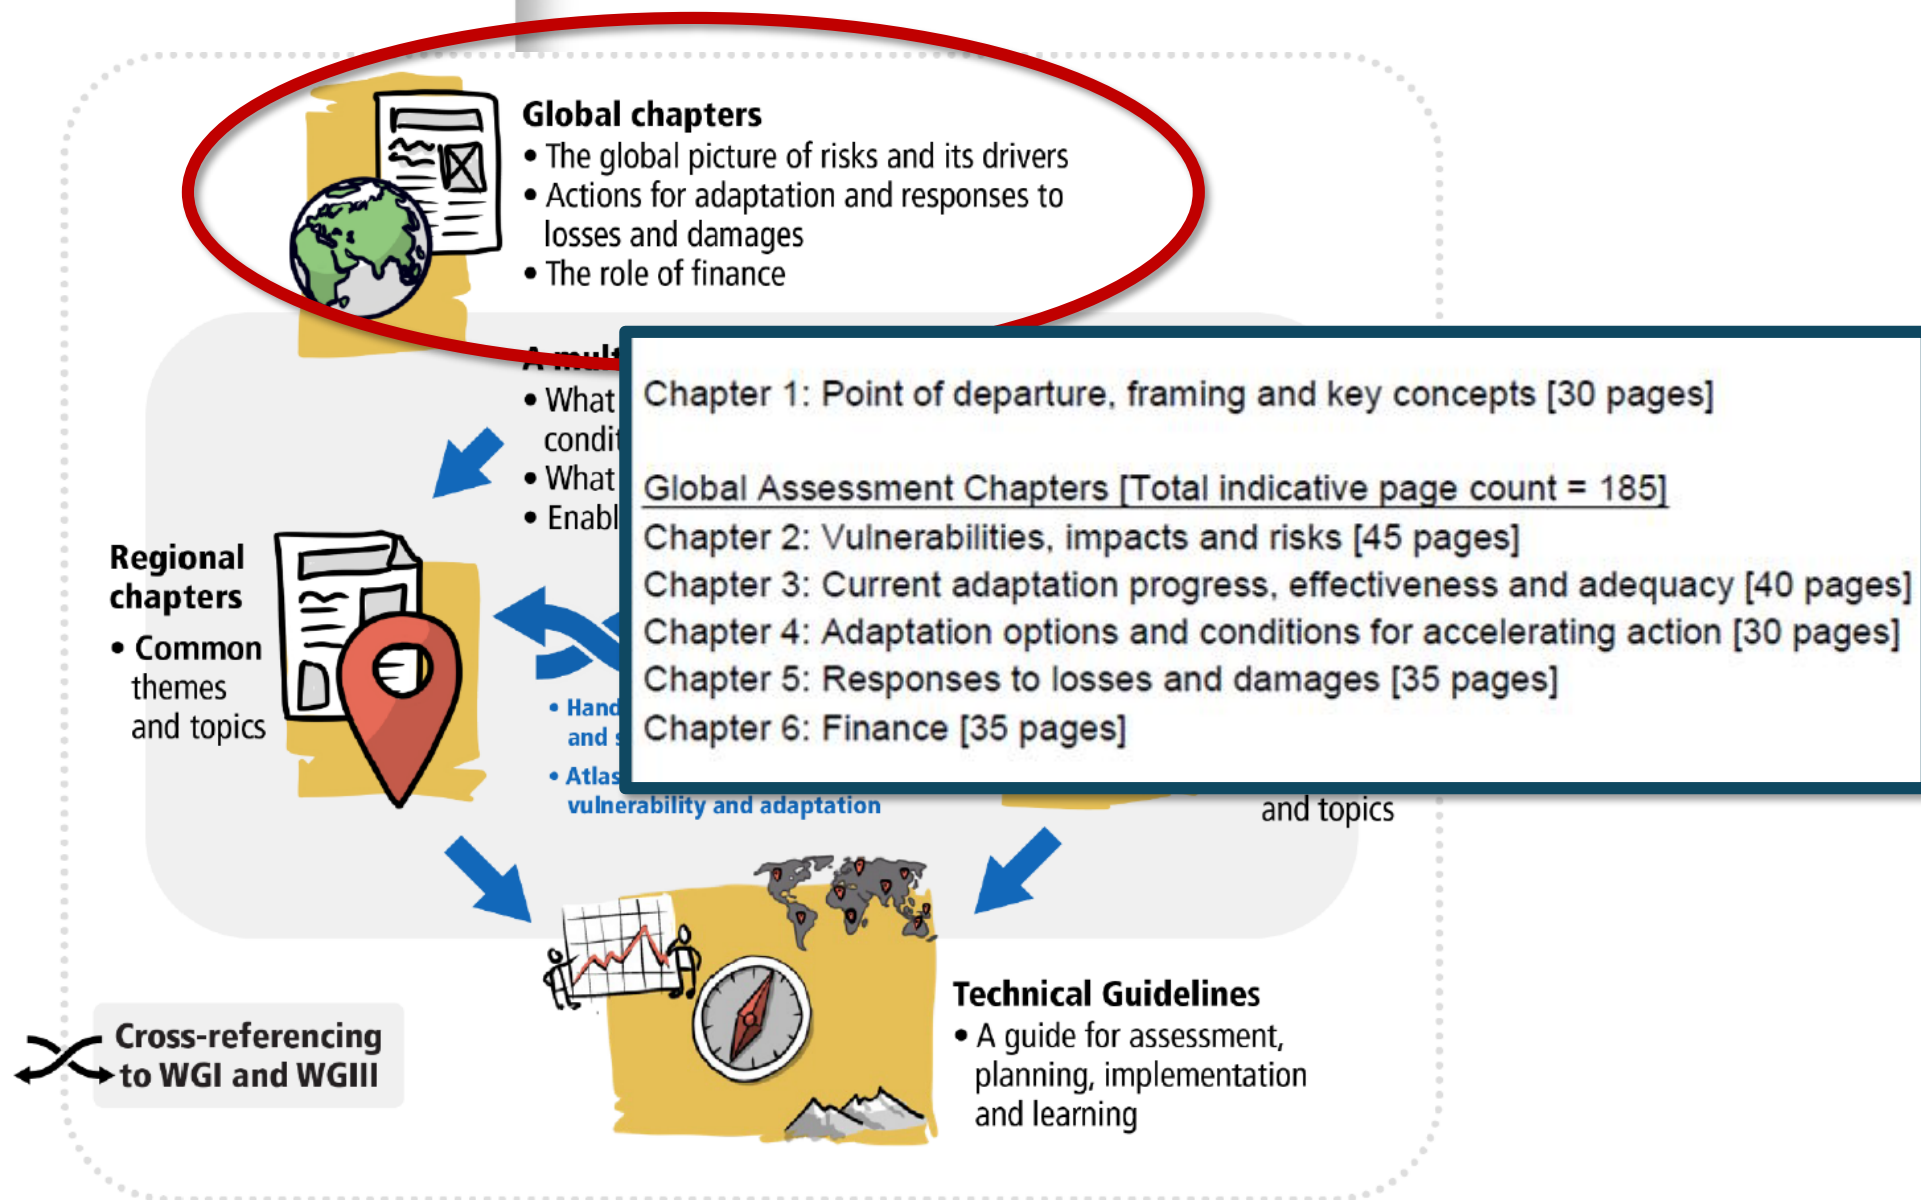 Global chapters
• The global picture of risks and its drivers
• Actions for adaptation and responses to
losses and damages
• The role of finance
• What
• What
Chapter 1: Point of departure, framing and key concepts [30 pages]
Global Assessment Chapters [Total indicative page count = 185]
Chapter 2: Vulnerabilities, impacts and risks [45 pages]
Chapter 3: Current adaptation progress, effectiveness and adequacy [40 pages]
Chapter 4: Adaptation options and conditions for accelerating action [30 pages]
Chapter 5: Responses to losses and damages [35 pages]
Chapter 6: Finance [35 pages]
Regional
chapters
• Common
themes
and topics
and
vulnerability and adaptation
and topics
Technical Guidelines
• A guide for assessment,
planning, implementation
and learning
Cross-referencing
to WGI and WGIII